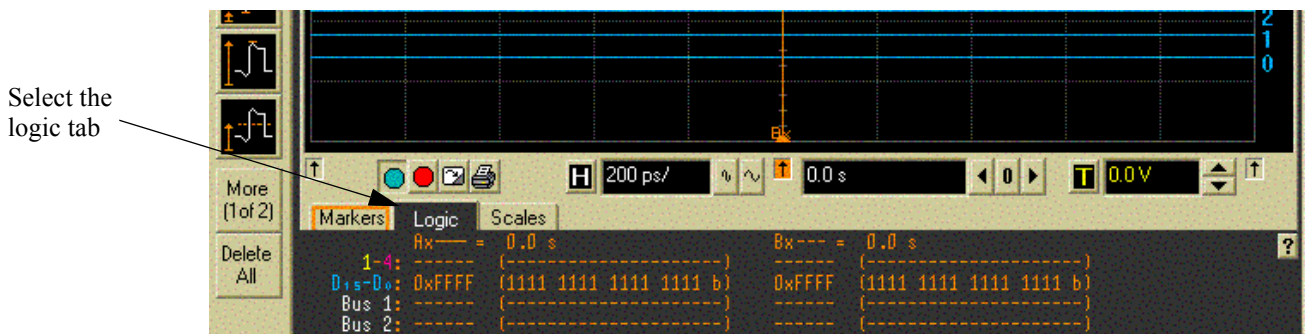 2
1
0
Select the
logic tab
Bx
200 ps/
0.0 s
0
T
0.0 V
H
More
(1of 2)
Markers
Logic
Scales
Delete
All
Ax--- = 0.0 s
Bx--- = 0.0 s
?
1-4: ------ (-------------------) ------ (-------------------)
D15-D0: 0xFFFF (1111 1111 1111 1111 b) 0xFFFF (1111 1111 1111 1111 b)
Bus 1: ------ (-------------------) ------ (-------------------)
Bus 2: ------ (-------------------) ------ (-------------------)